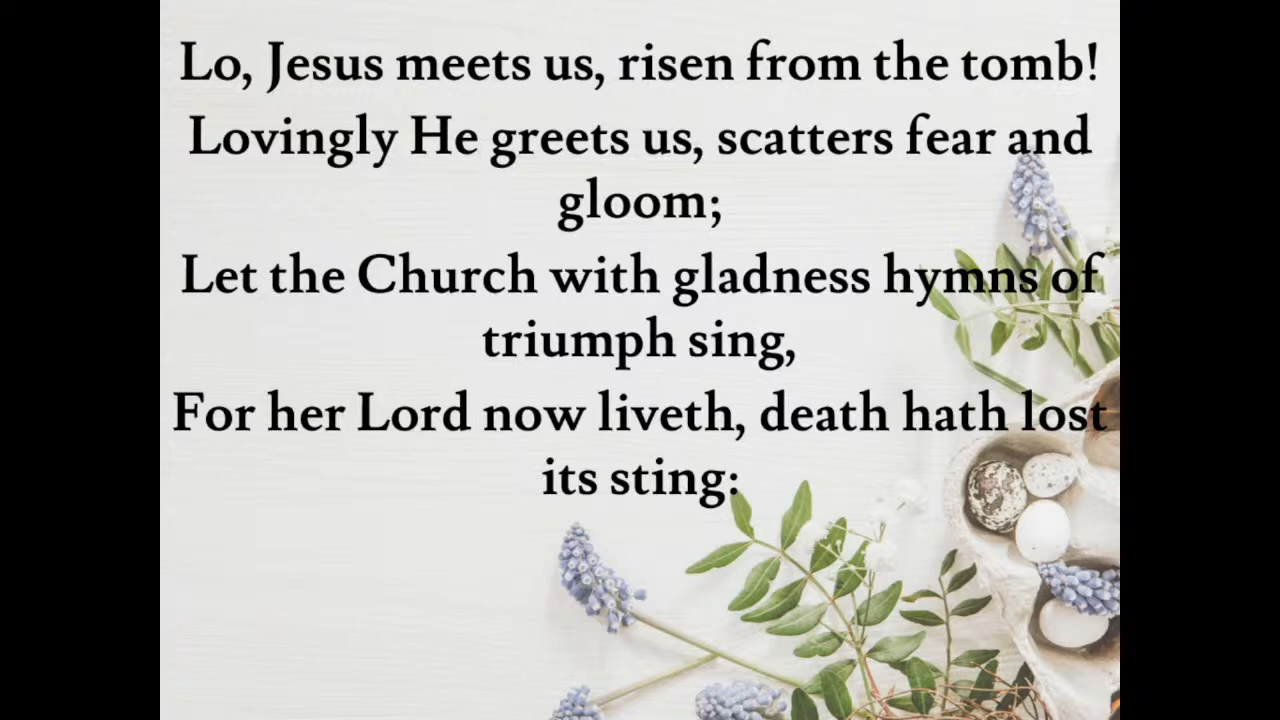 Lo, Jesus meets us, risen from the tomb!
Lovingly He greets us, scatters fear and
gloom;
Let the Church with gladness hymns of
triumph sing,
For her Lord now liveth, death hath lost
its sting: